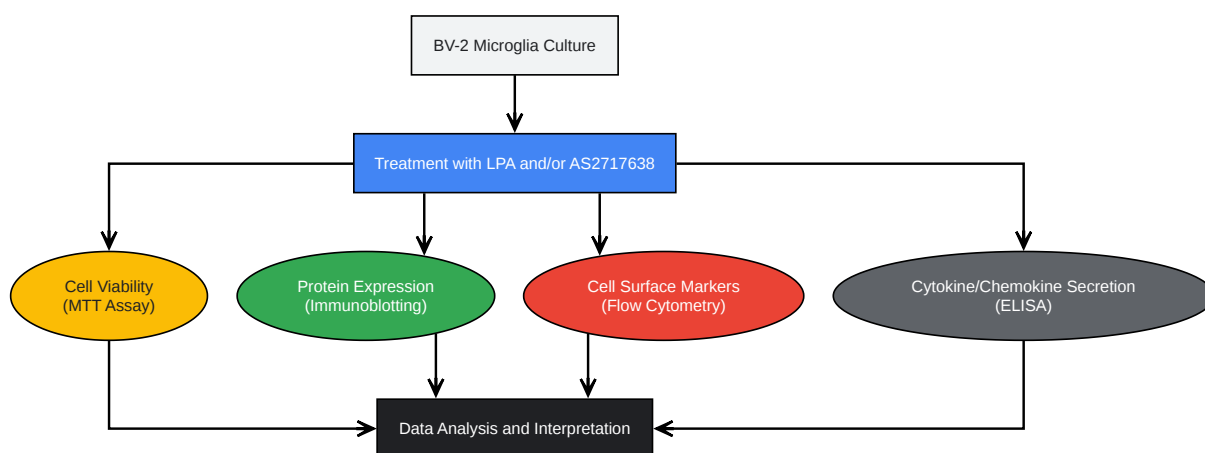 BV-2 Microglia Culture
Treatment with LPA and/or AS2717638
Cell Viability
(MTT Assay)
Protein Expression
(Immunoblotting)
Cell Surface Markers
(Flow Cytometry)
Cytokine/Chemokine Secretion
(ELISA)
Data Analysis and Interpretation